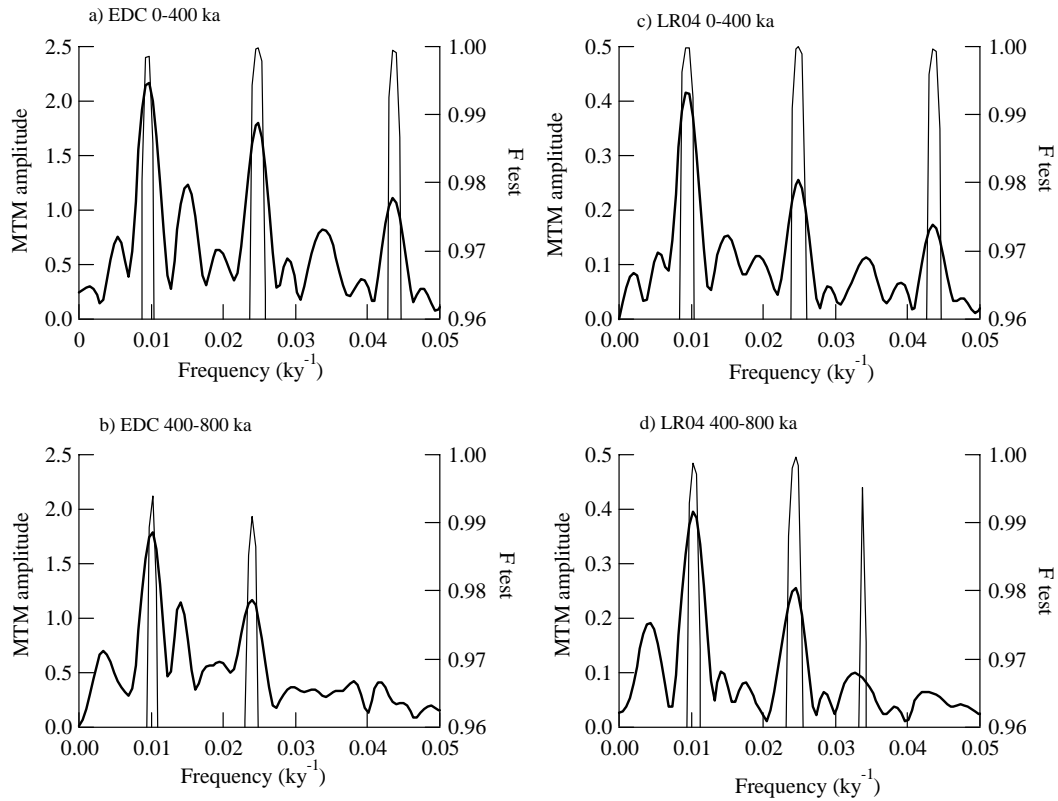 a) EDC 0-400 ka
2.5
2.0
1.5
1.0
0.5
0.0
MTM amplitude
1.00
0.99
0.98
0.97
0.96
F test
0 0.01 0.02 0.03 0.04 0.05
Frequency (ky⁻¹)
c) LR04 0-400 ka
0.5
0.4
0.3
0.2
0.1
0.0
MTM amplitude
1.00
0.99
0.98
0.97
0.96
F test
0.00 0.01 0.02 0.03 0.04 0.05
Frequency (ky⁻¹)
b) EDC 400-800 ka
2.5
2.0
1.5
1.0
0.5
0.0
MTM amplitude
1.00
0.99
0.98
0.97
0.96
F test
0.00 0.01 0.02 0.03 0.04 0.05
Frequency (ky⁻¹)
d) LR04 400-800 ka
0.5
0.4
0.3
0.2
0.1
0.0
MTM amplitude
1.00
0.99
0.98
0.97
0.96
F test
0.00 0.01 0.02 0.03 0.04 0.05
Frequency (ky⁻¹)